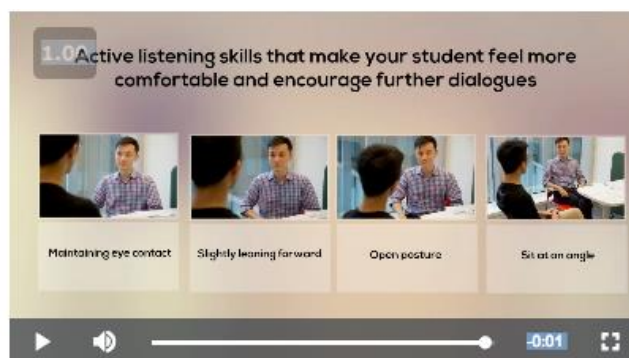 1.00
Active listening skills that make your student feel more
comfortable and encourage further dialogues
Maintaining eye contact
Slightly leaning forward
Open posture
Sit at an angle
-0:01